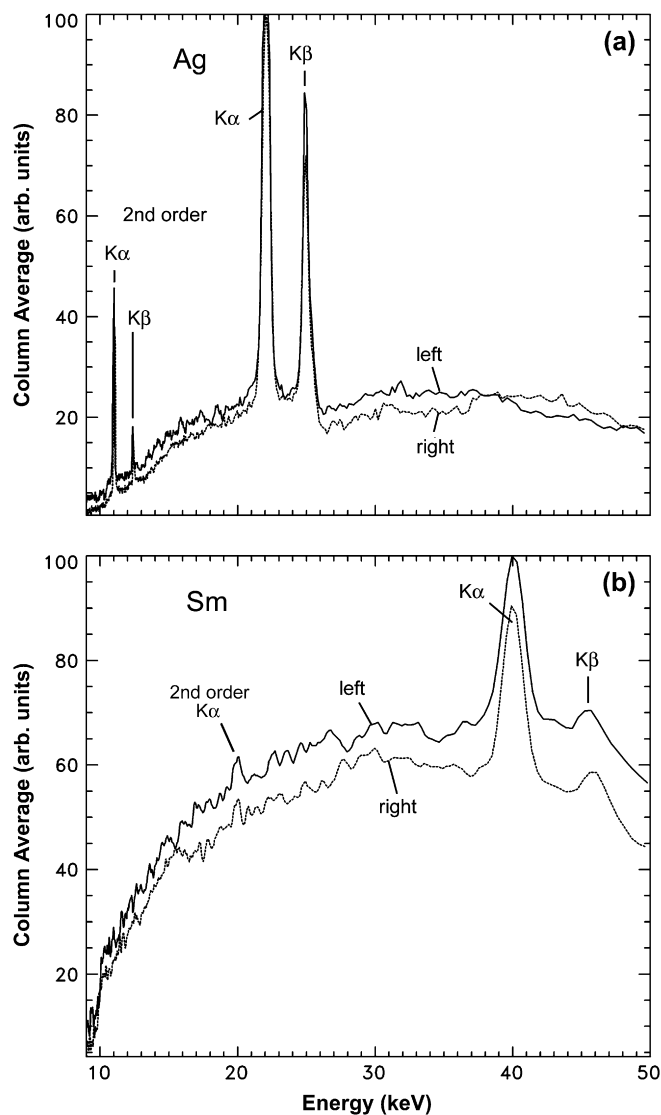 100
(a)
Ag
Kβ
Kα
80
60
2nd order
Kα
Kβ
40
left
20
right
Column Average (arb. units)
100
(b)
Sm
Kα
80
2nd order
Kα
left
Kβ
60
right
40
20
Column Average (arb. units)
10 20 30 40 50
Energy (keV)